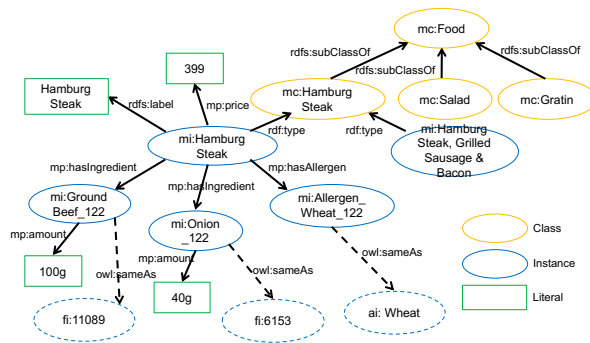 mc:Food
rdfs:subClassOf
rdfs:subClassOf
rdfs:subClassOf
399
Hamburg
Steak
mp:price
rdfs:label
mc:Hamburg
Steak
mc:Salad
mc:Gratin
rdf:type
rdf:type
mi:Hamburg
Steak
mi:Hamburg
Steak, Grilled
Sausage &
Bacon
mp:hasIngredient
mp:hasIngredient
mp:hasAllergen
mi:Ground
Beef_122
mi:Onion
_122
mi:Allergen_
Wheat_122
mp:amount
mp:amount
100g
40g
owl:sameAs
owl:sameAs
owl:sameAs
fi:11089
fi:6153
ai: Wheat
Class
Instance
Literal